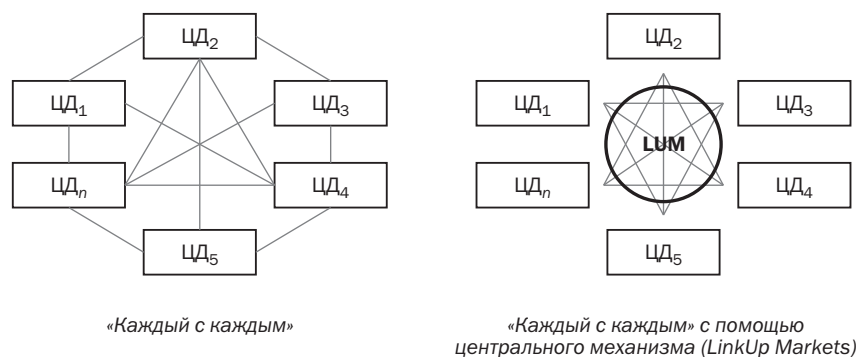 ЦД2
ЦД1
ЦД3
ЦДn
ЦД4
ЦД5
«Каждый с каждым»
ЦД2
ЦД1
ЦД3
LUM
ЦДn
ЦД4
ЦД5
«Каждый с каждым» с помощью
центрального механизма (LinkUp Markets)